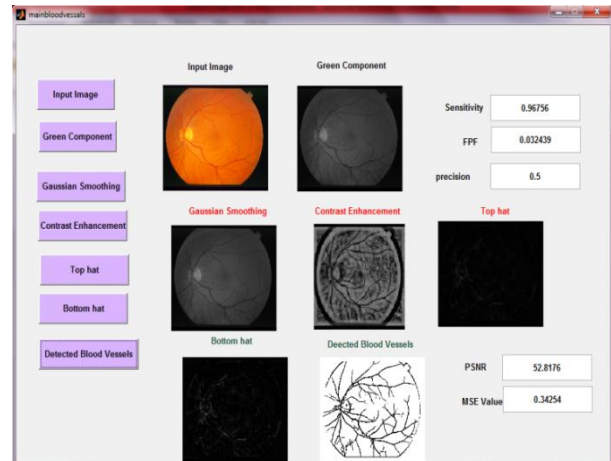 mainbloodvessals
Input Image
Green Component
Input Image
Green Component
Gaussian Smoothing
Contrast Enhancement
Top hat
Bottom hat
Detected Blood Vessels
Sensitivity 0.96756
FPF 0.032439
precision 0.5
Gaussian Smoothing
Contrast Enhancement
Top hat
Bottom hat
Deected Blood Vessels
PSNR 52.8176
MSE Value 0.34254